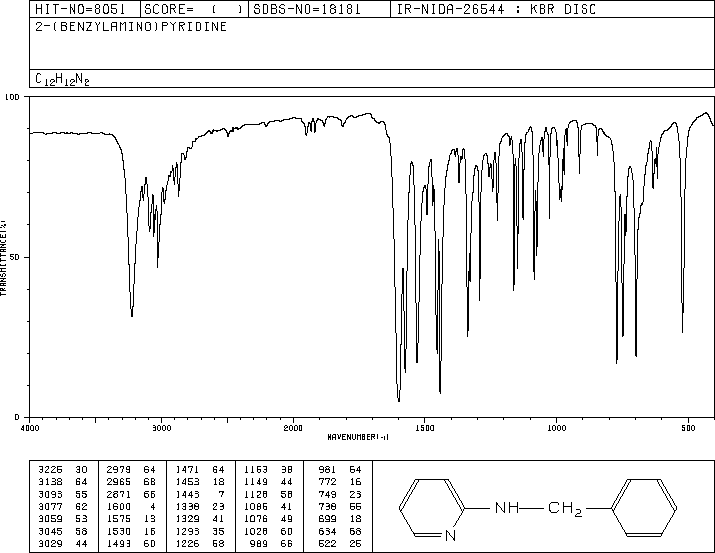 HIT-NO=8051 SCORE= ( ) SDBS-NO=18181 IR-NIDA-26544 : KBR DISC
2-(BENZYLAMINO)PYRIDINE
C12H12N2
100
50
0
TRANSMITTANCE(%)
4000 3000 2000 1500 1000 500
WAVENUMBER(-1)
3225 30 2979 64 1471 64 1153 38 981 64
3138 64 2965 68 1453 18 1149 44 772 16
3093 55 2871 66 1443 7 1128 58 749 23
3077 62 1600 4 1338 23 1085 41 738 55
3059 53 1575 13 1329 41 1076 49 699 18
3045 58 1530 16 1293 35 1028 60 634 68
3029 44 1493 60 1226 58 989 66 522 25
NH CH2
N